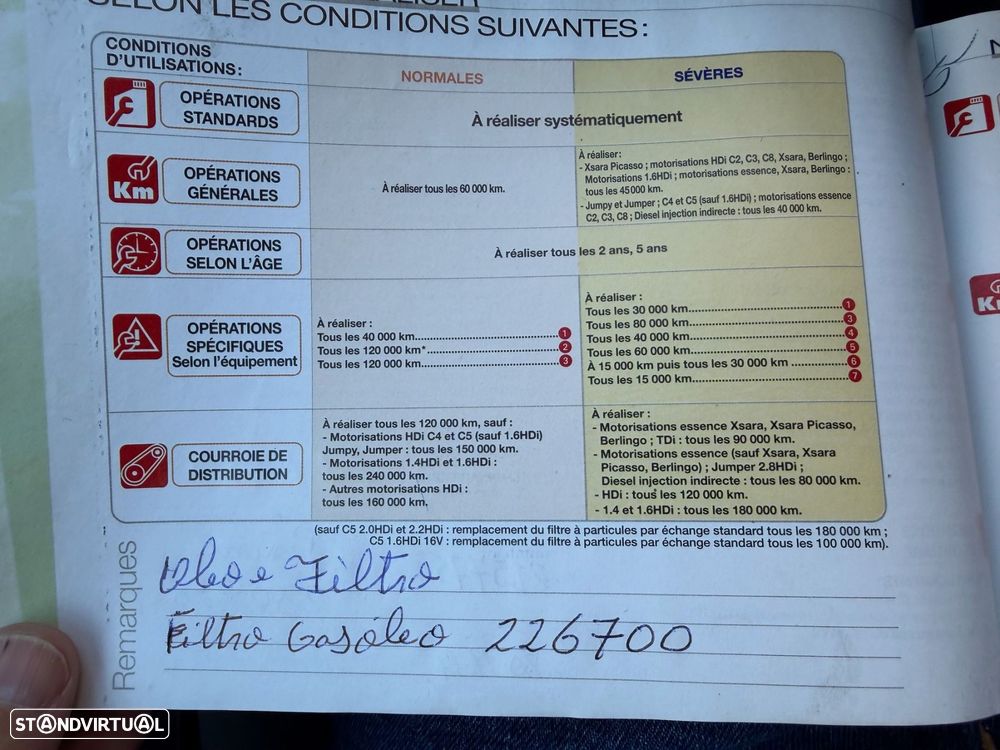 SELON LES CONDITIONS SUIVANTES :
CONDITIONS
D'UTILISATIONS :
NORMALES
SÉVÈRES
OPÉRATIONS
STANDARDS
À réaliser systématiquement
Km
OPÉRATIONS
GÉNÉRALES
À réaliser tous les 60 000 km.
À réaliser:
- Xsara Picasso ; motorisations HDi C2, C3, C8, Xsara, Berlingo ;
Motorisations 1.6HDi ; motorisations essence, Xsara, Berlingo :
tous les 45000 km.
- Jumpy et Jumper ; C4 et C5 (sauf 1.6HDi) ; motorisations essence
C2, C3, C8 ; Diesel injection indirecte : tous les 40 000 km.
OPÉRATIONS
SELON L'ÂGE
À réaliser tous les 2 ans, 5 ans
OPÉRATIONS
SPÉCIFIQUES
Selon l'équipement
À réaliser :
Tous les 40 000 km 1
Tous les 120 000 km* 2
Tous les 120 000 km 3
À réaliser :
Tous les 30 000 km 1
Tous les 80 000 km 3
Tous les 40 000 km 4
Tous les 60 000 km 5
À 15 000 km puis tous les 30 000 km 6
Tous les 15 000 km 7
COURROIE DE
DISTRIBUTION
À réaliser tous les 120 000 km, sauf :
- Motorisations HDi C4 et C5 (sauf 1.6HDi)
Jumpy, Jumper : tous les 150 000 km.
- Motorisations 1.4HDi et 1.6HDi :
tous les 240 000 km.
- Autres motorisations HDi :
tous les 160 000 km.
À réaliser :
- Motorisations essence Xsara, Xsara Picasso,
Berlingo ; TDi : tous les 90 000 km.
- Motorisations essence (sauf Xsara, Xsara
Picasso, Berlingo) ; Jumper 2.8HDi ;
Diesel injection indirecte : tous les 80 000 km.
- HDi : tous les 120 000 km.
- 1.4 et 1.6HDi : tous les 180 000 km.
(sauf C5 2.0HDi et 2.2HDi : remplacement du filtre à particules par échange standard tous les 180 000 km ;
C5 1.6HDi 16V : remplacement du filtre à particules par échange standard tous les 100 000 km).
Remarques
Oleo e Filtro
Filtro Gasóleo 226700
STANDVIRTUAL